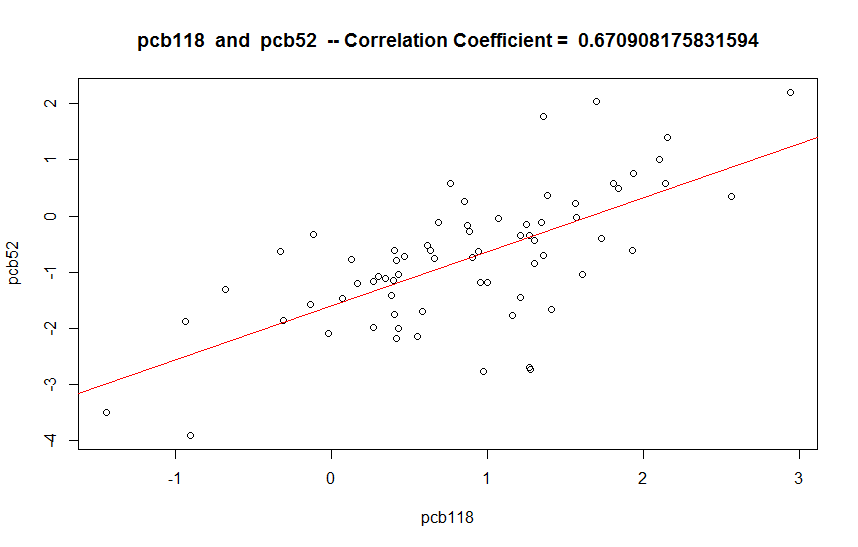 pcb118 and pcb52 -- Correlation Coefficient = 0.670908175831594
pcb52
2
1
0
-1
-2
-3
-4
-1 0 1 2 3
pcb118